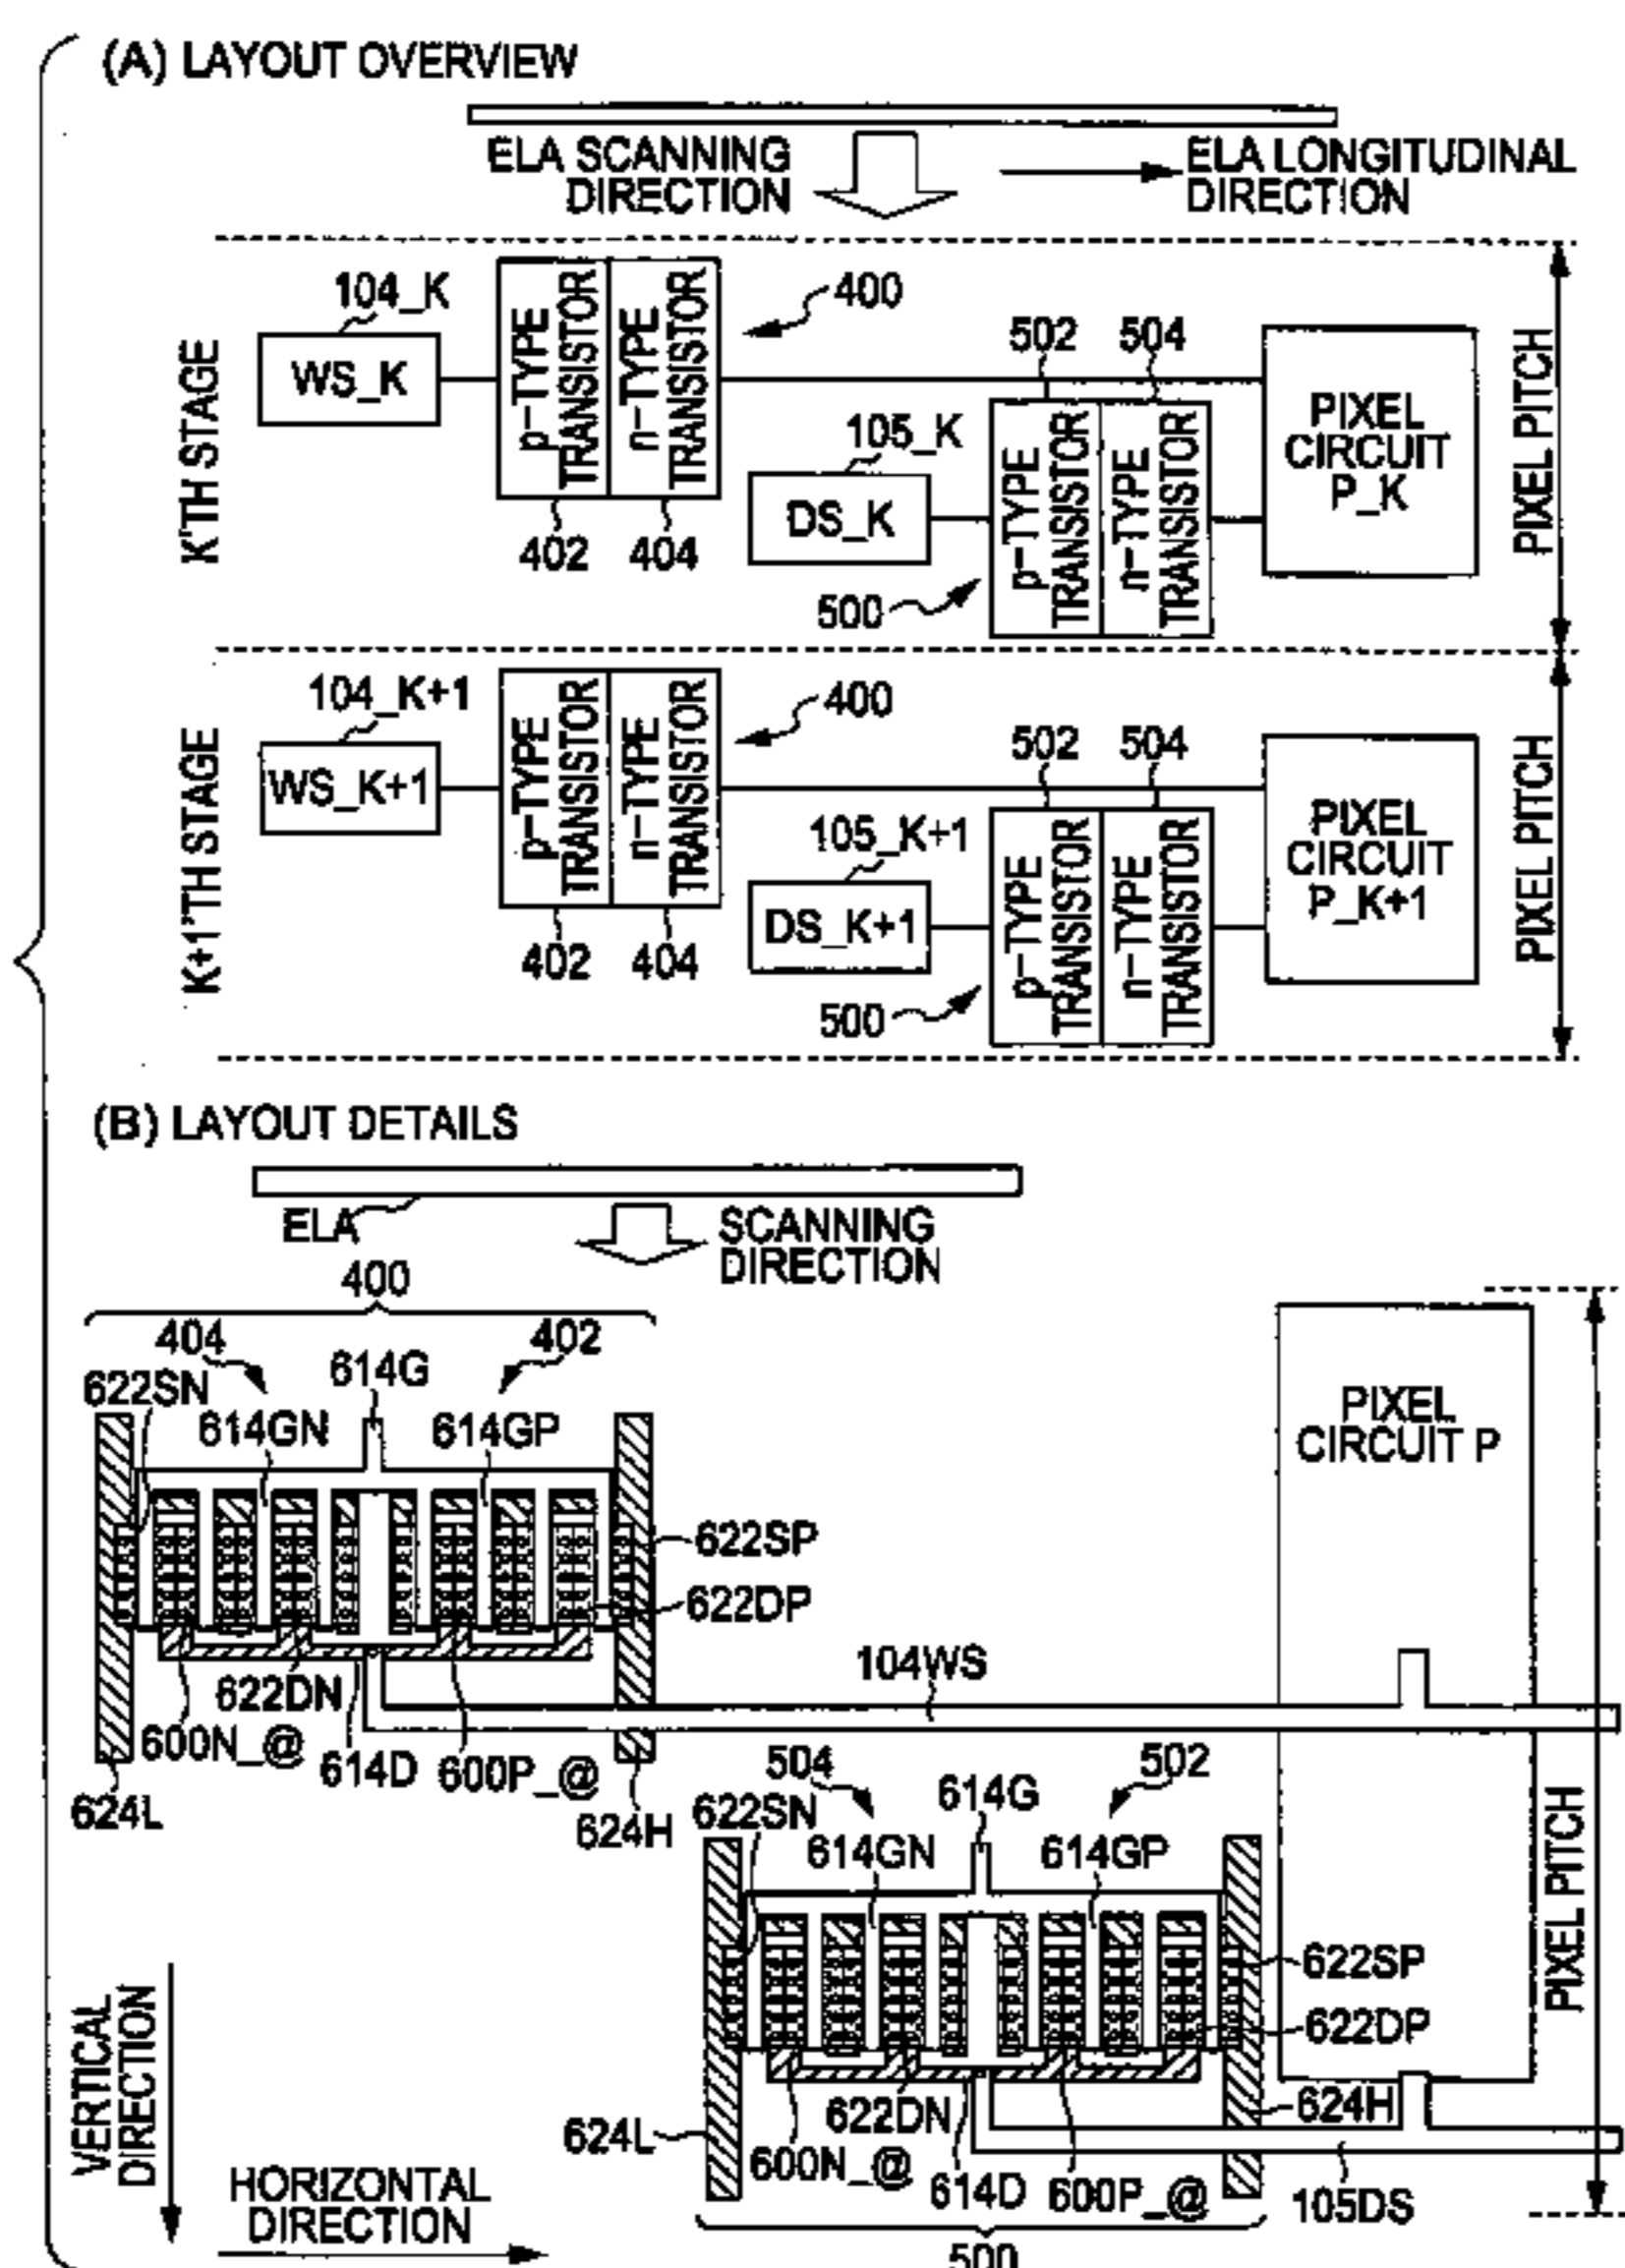 (A) LAYOUT OVERVIEW
ELA SCANNING
DIRECTION
ELA LONGITUDINAL
DIRECTION
K'TH STAGE
104_K
WS_K
p-TYPE
TRANSISTOR
n-TYPE
TRANSISTOR
400
402
404
105_K
DS_K
502
504
p-TYPE
TRANSISTOR
n-TYPE
TRANSISTOR
500
PIXEL
CIRCUIT
P_K
PIXEL PITCH
K+1'TH STAGE
104_K+1
WS_K+1
p-TYPE
TRANSISTOR
n-TYPE
TRANSISTOR
400
402
404
105_K+1
DS_K+1
502
504
p-TYPE
TRANSISTOR
n-TYPE
TRANSISTOR
500
PIXEL
CIRCUIT
P_K+1
PIXEL PITCH
(B) LAYOUT DETAILS
ELA
SCANNING
DIRECTION
400
404
402
622SN
614G
614GN
614GP
622SP
622DP
622DN
600N_@
614D
600P_@
624L
624H
104WS
PIXEL
CIRCUIT P
PIXEL PITCH
504
502
622SN
614G
614GN
614GP
622SP
622DP
624H
622DN
624L
600N_@
614D
600P_@
105DS
500
VERTICAL
DIRECTION
HORIZONTAL
DIRECTION